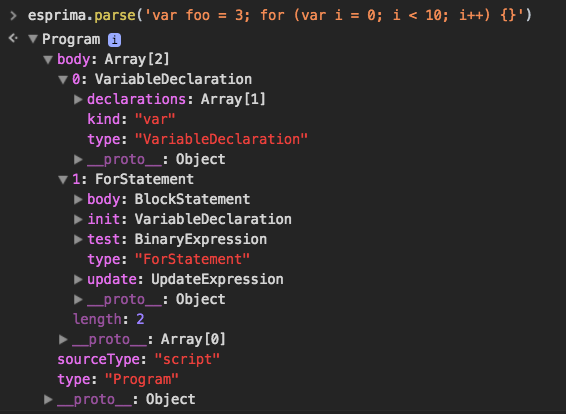 > esprima.parse('var foo = 3; for (var i = 0; i < 10; i++) {}')
Program i
body: Array[2]
0: VariableDeclaration
declarations: Array[1]
kind: "var"
type: "VariableDeclaration"
__proto__: Object
1: ForStatement
body: BlockStatement
init: VariableDeclaration
test: BinaryExpression
type: "ForStatement"
update: UpdateExpression
__proto__: Object
length: 2
__proto__: Array[0]
sourceType: "script"
type: "Program"
__proto__: Object